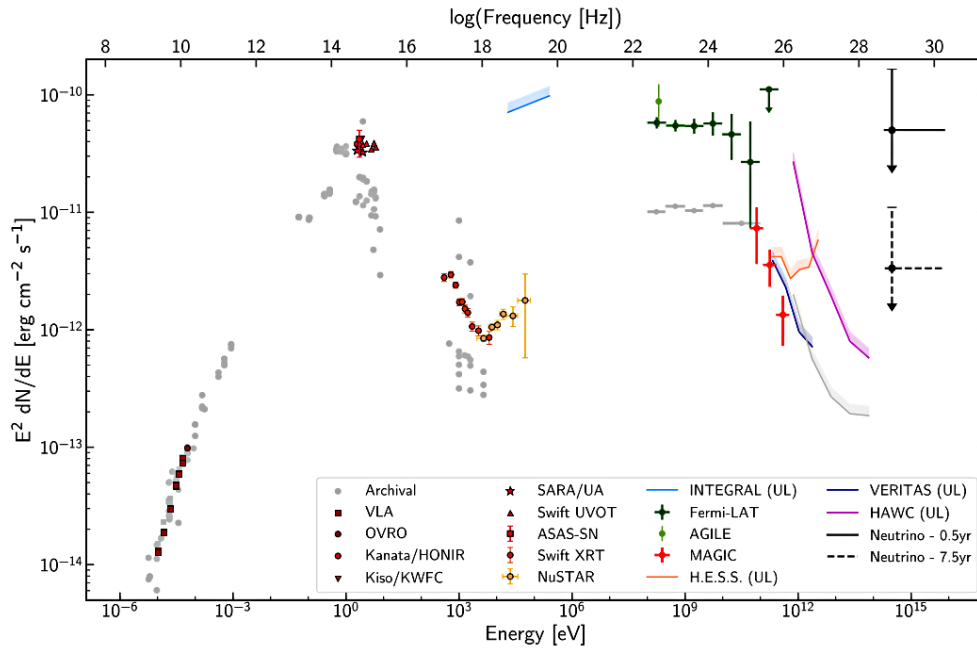 log(Frequency [Hz])
8 10 12 14 16 18 20 22 24 26 28 30
E² dN/dE [erg cm⁻² s⁻¹]
10⁻¹⁰
10⁻¹¹
10⁻¹²
10⁻¹³
10⁻¹⁴
Archival
VLA
OVRO
Kanata/HONIR
Kiso/KWFC
SARA/UA
Swift UVOT
ASAS-SN
Swift XRT
NuSTAR
INTEGRAL (UL)
Fermi-LAT
AGILE
MAGIC
H.E.S.S. (UL)
VERITAS (UL)
HAWC (UL)
Neutrino - 0.5yr
Neutrino - 7.5yr
10⁻⁶ 10⁻³ 10⁰ 10³ 10⁶ 10⁹ 10¹² 10¹⁵
Energy [eV]